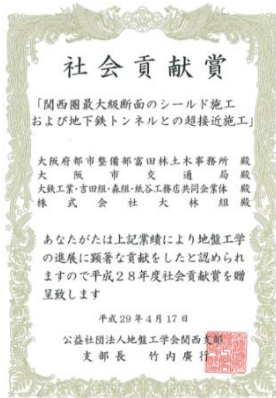 社会貢献賞
「関西圏最大級断面のシールド施工
および地下鉄トンネルとの超接近施工」
大阪府都市整備部富田林土木事務所 殿
大阪市交通局 殿
大鉄工業・吉田組・森組・紙谷工務店共同企業体 殿
株式会社大林組 殿
あなたがたは上記業績により地盤工学
の進展に顕著な貢献をしたと認められ
ますので平成28年度社会貢献賞を贈
呈致します
平成29年4月17日
公益社団法人地盤工学会関西支部
支部長 竹内廣行